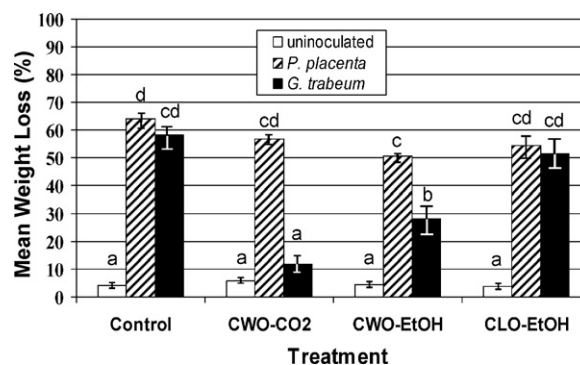 100
90
80
70
60
50
40
30
20
10
0
Mean Weight Loss (%)
uninoculated
P. placenta
G. trabeum
a d cd
a cd a
a c b
a cd cd
Control CWO-CO2 CWO-EtOH CLO-EtOH
Treatment